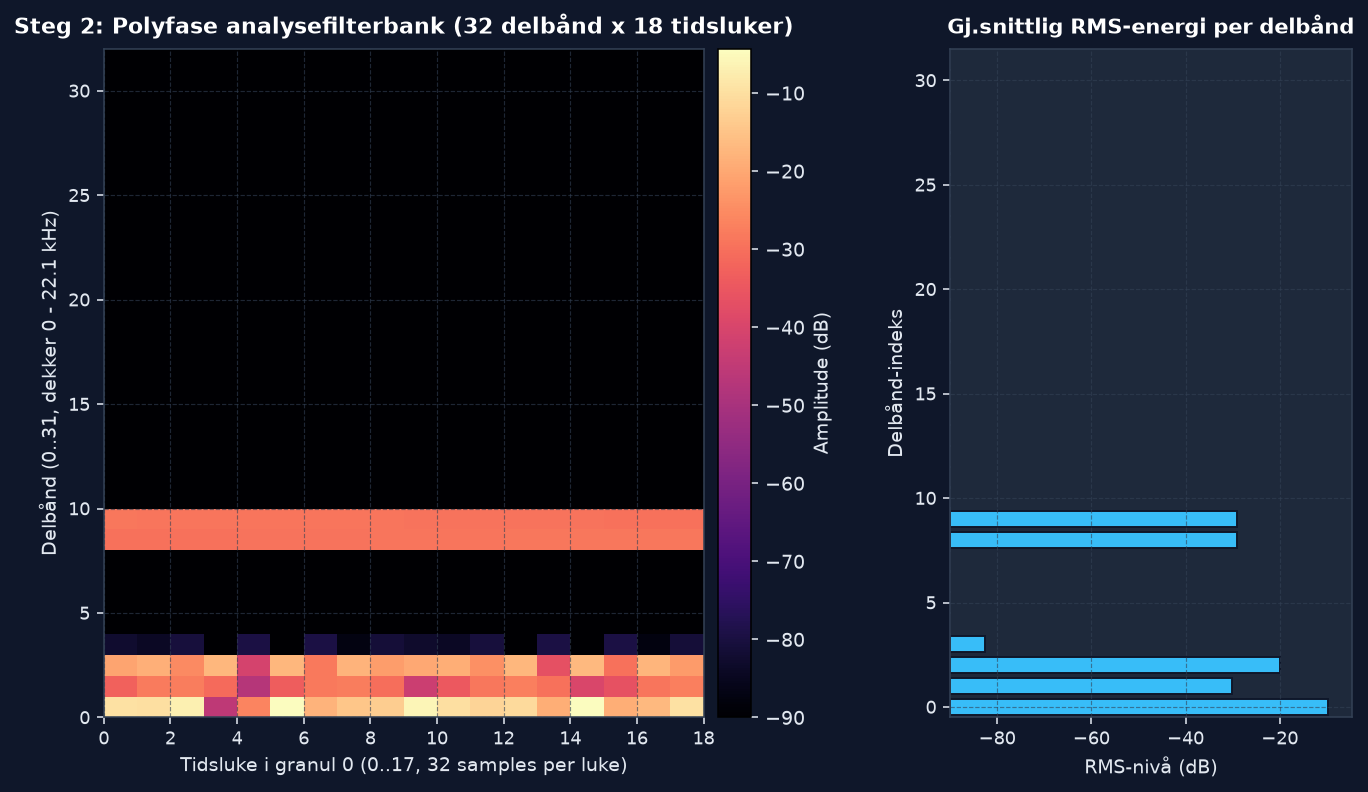 Steg 2: Polyfase analysefilterbank (32 delbånd x 18 tidsluker)
Delbånd (0..31, dekker 0 - 22.1 kHz)
30
25
20
15
10
5
0
0 2 4 6 8 10 12 14 16 18
Tidsluke i granul 0 (0..17, 32 samples per luke)
−10
−20
−30
−40
−50
−60
−70
−80
−90
Amplitude (dB)
Gj.snittlig RMS-energi per delbånd
Delbånd-indeks
30
25
20
15
10
5
0
−80 −60 −40 −20
RMS-nivå (dB)